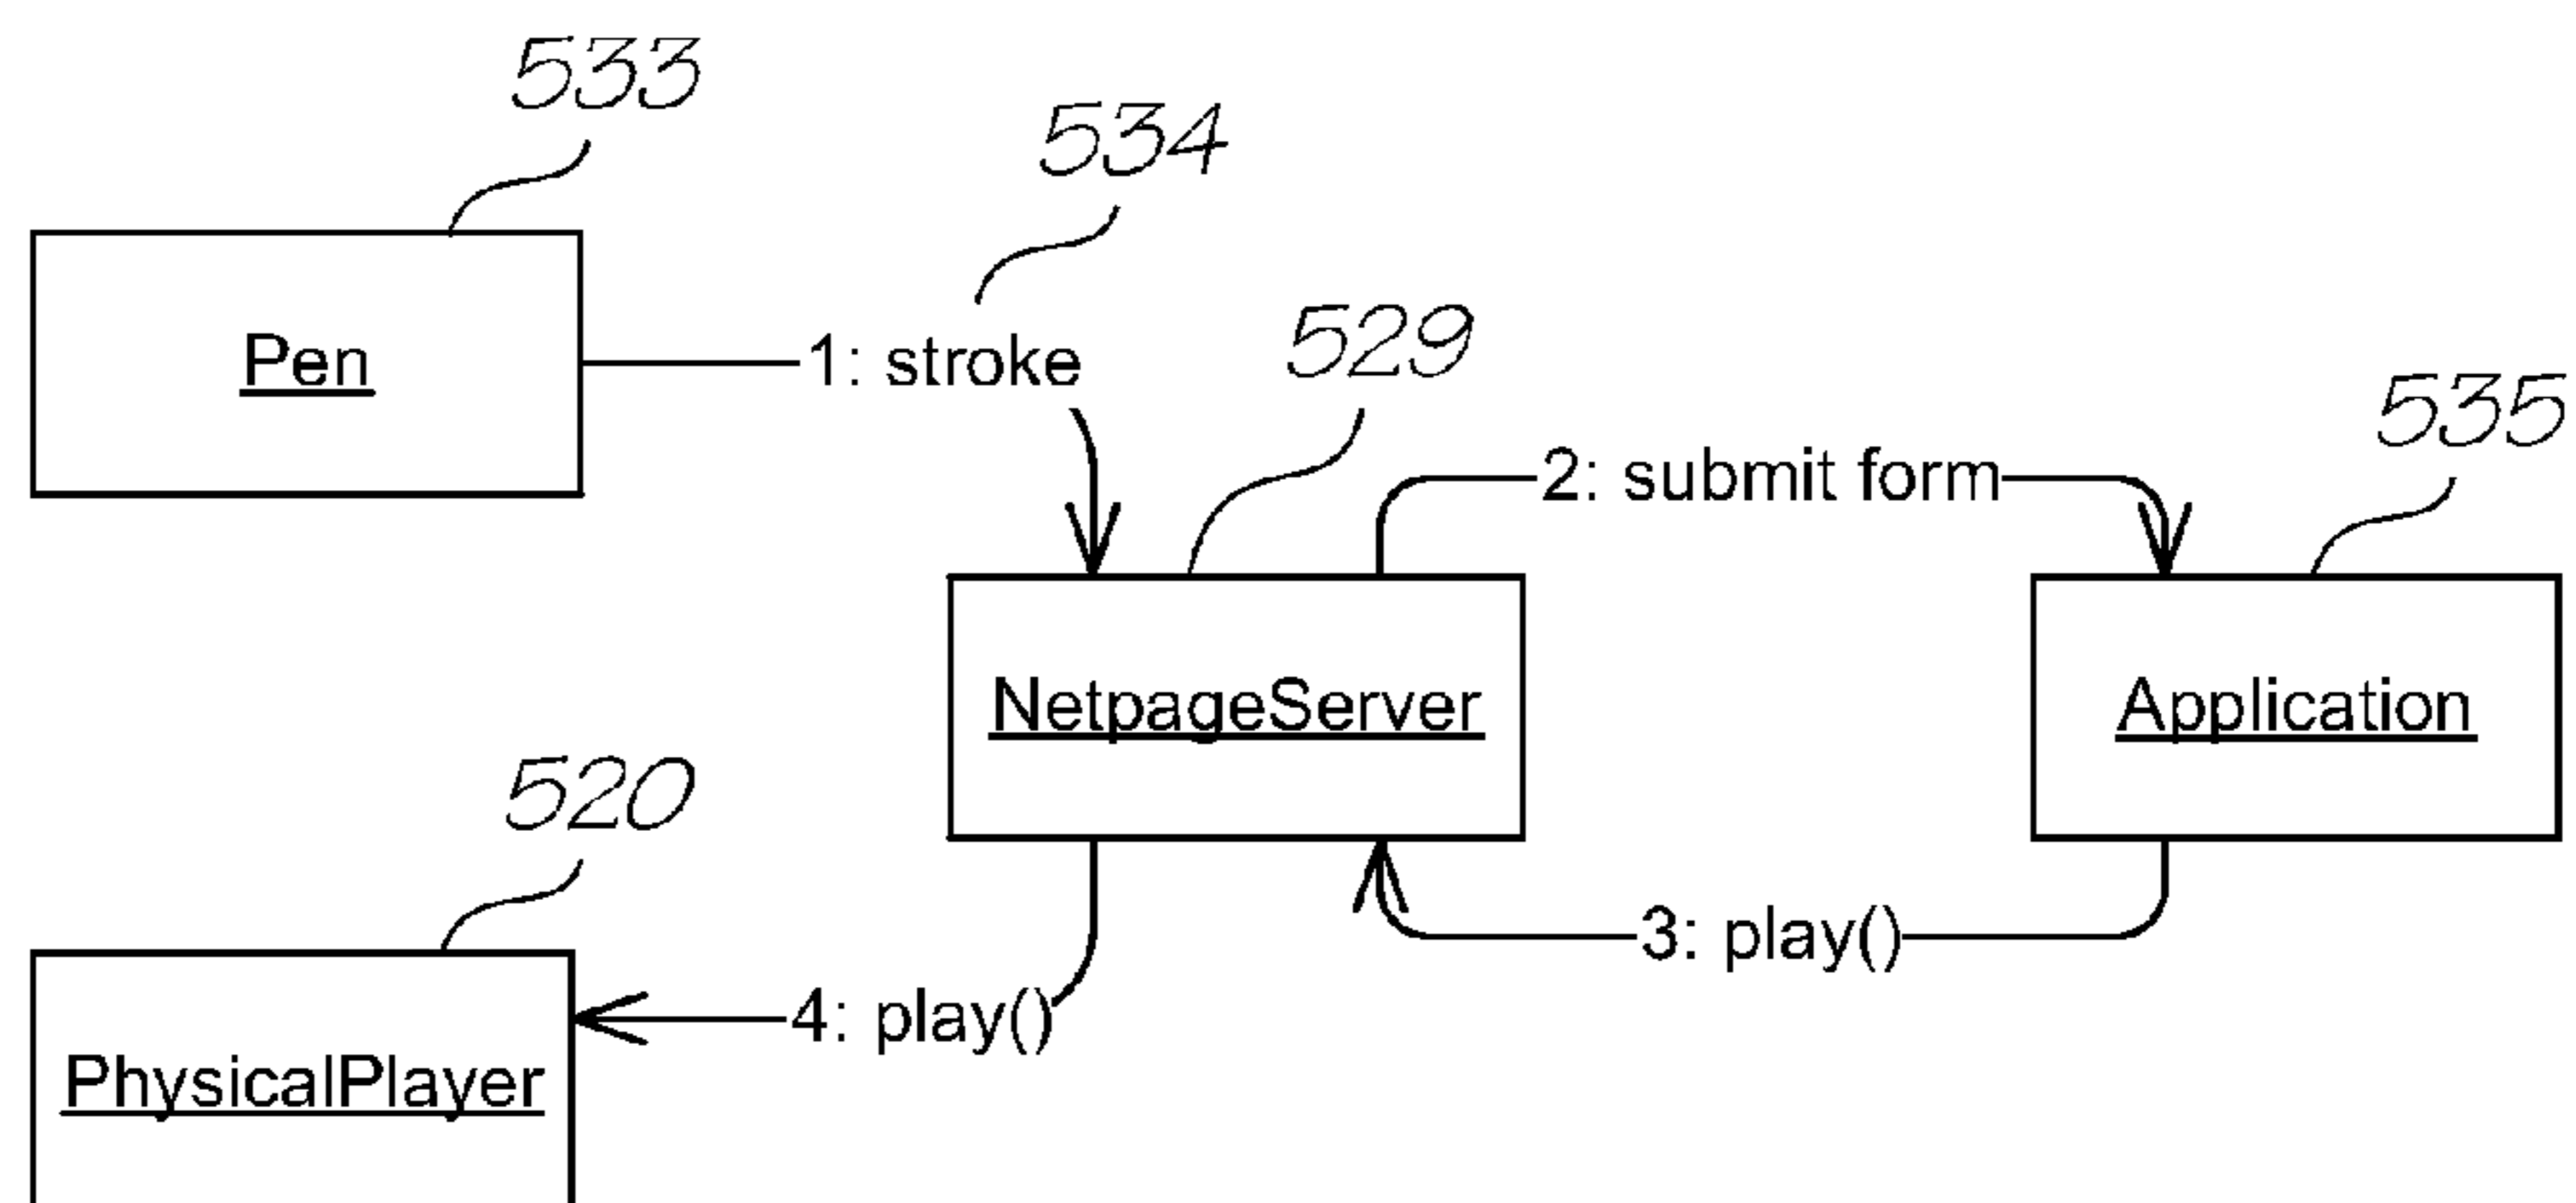 533
534
Pen
1: stroke
529
535
2: submit form
NetpageServer
Application
520
3: play()
4: play()
PhysicalPlayer